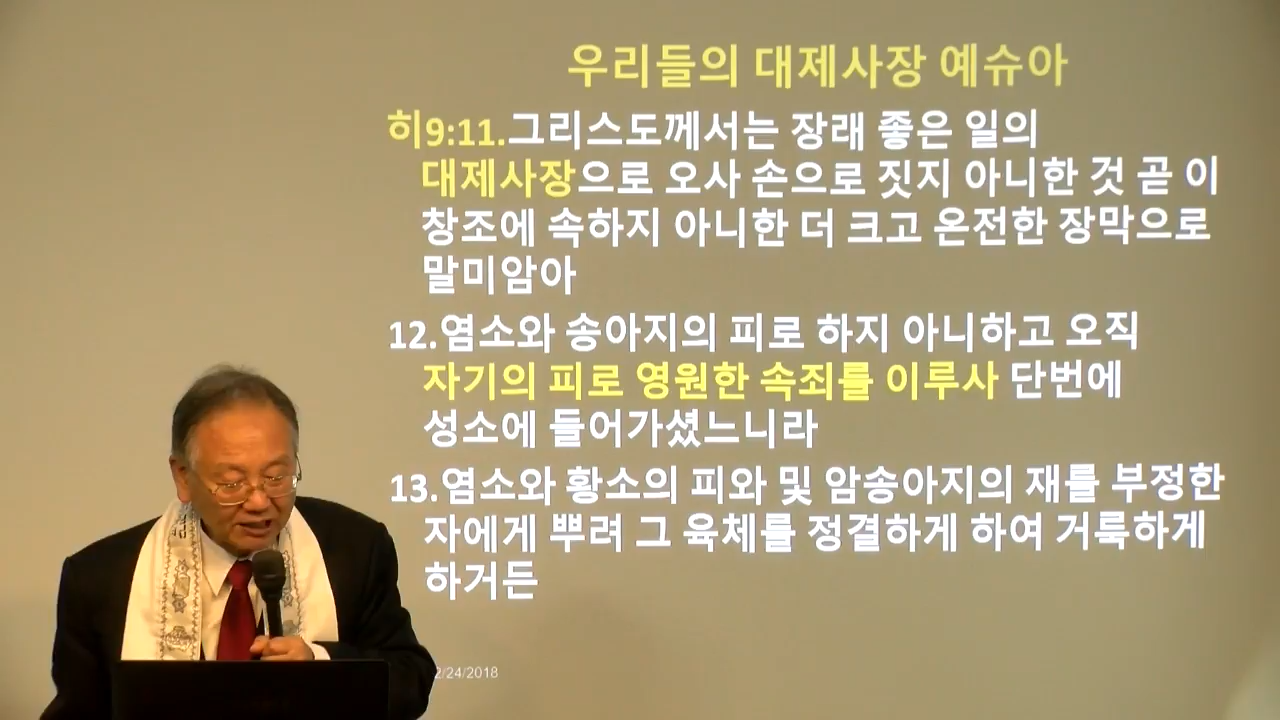 우리들의 대제사장 예슈아
히9:11.그리스도께서는 장래 좋은 일의
대제사장으로 오사 손으로 짓지 아니한 것 곧 이
창조에 속하지 아니한 더 크고 온전한 장막으로
말미암아
12.염소와 송아지의 피로 하지 아니하고 오직
자기의 피로 영원한 속죄를 이루사 단번에
성소에 들어가셨느니라
13.염소와 황소의 피와 및 암송아지의 재를 부정한
자에게 뿌려 그 육체를 정결하게 하여 거룩하게
하거든
2/24/2018